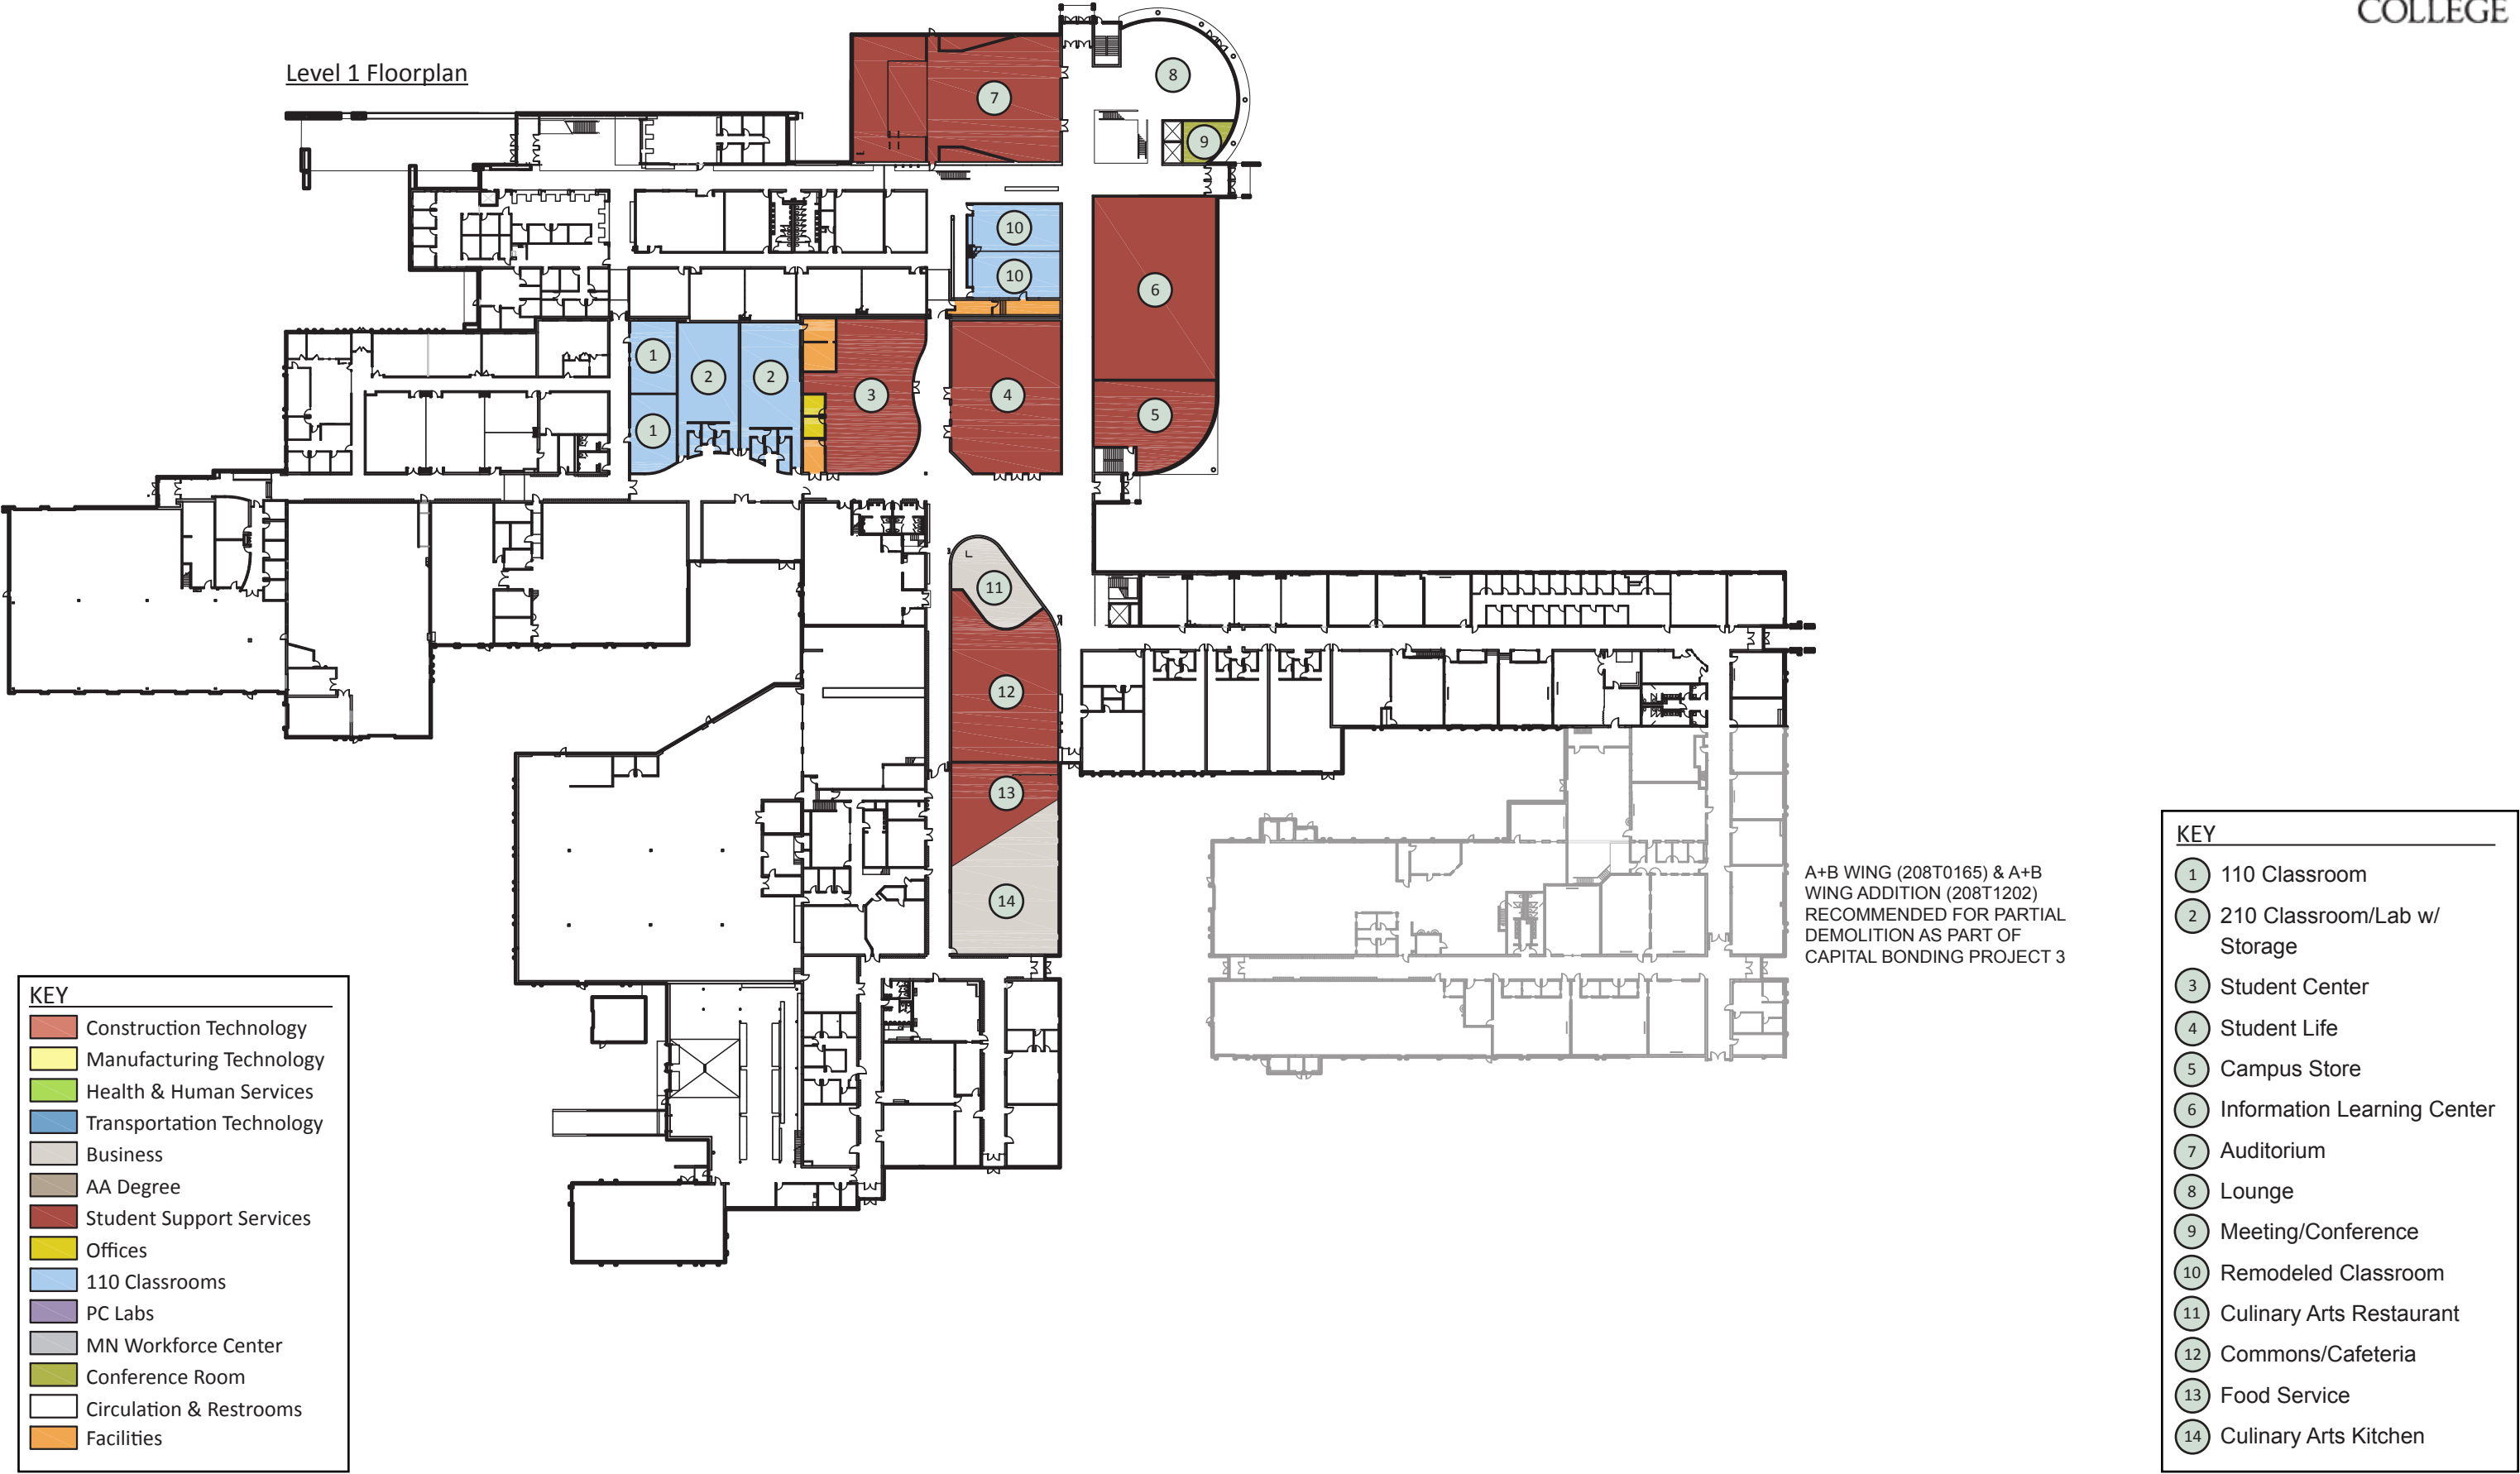 COLLEGE
Level 1 Floorplan
7
8
9
10
10
6
1
2
2
3
4
5
1
11
12
13
14
A+B WING (208T0165) & A+B
WING ADDITION (208T1202)
RECOMMENDED FOR PARTIAL
DEMOLITION AS PART OF
CAPITAL BONDING PROJECT 3
KEY
Construction Technology
Manufacturing Technology
Health & Human Services
Transportation Technology
Business
AA Degree
Student Support Services
Offices
110 Classrooms
PC Labs
MN Workforce Center
Conference Room
Circulation & Restrooms
Facilities
KEY
1 110 Classroom
2 210 Classroom/Lab w/
Storage
3 Student Center
4 Student Life
5 Campus Store
6 Information Learning Center
7 Auditorium
8 Lounge
9 Meeting/Conference
10 Remodeled Classroom
11 Culinary Arts Restaurant
12 Commons/Cafeteria
13 Food Service
14 Culinary Arts Kitchen